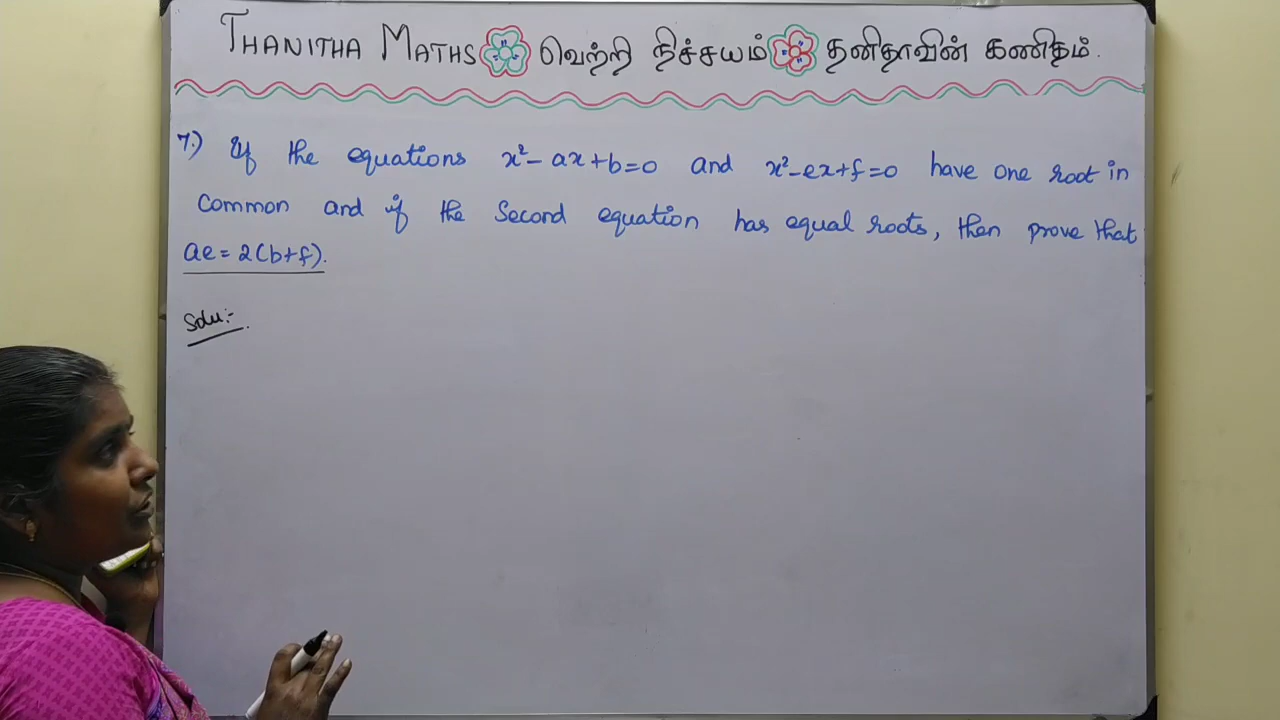 THANITHA MATHS வெற்றி நிச்சயம் தனிதாவின் கணிதம்.
7.) If the equations x²-ax+b=0 and x²-ex+f=0 have one root in
common and if the second equation has equal roots, then prove that
ae=2(b+f).
Solu:-